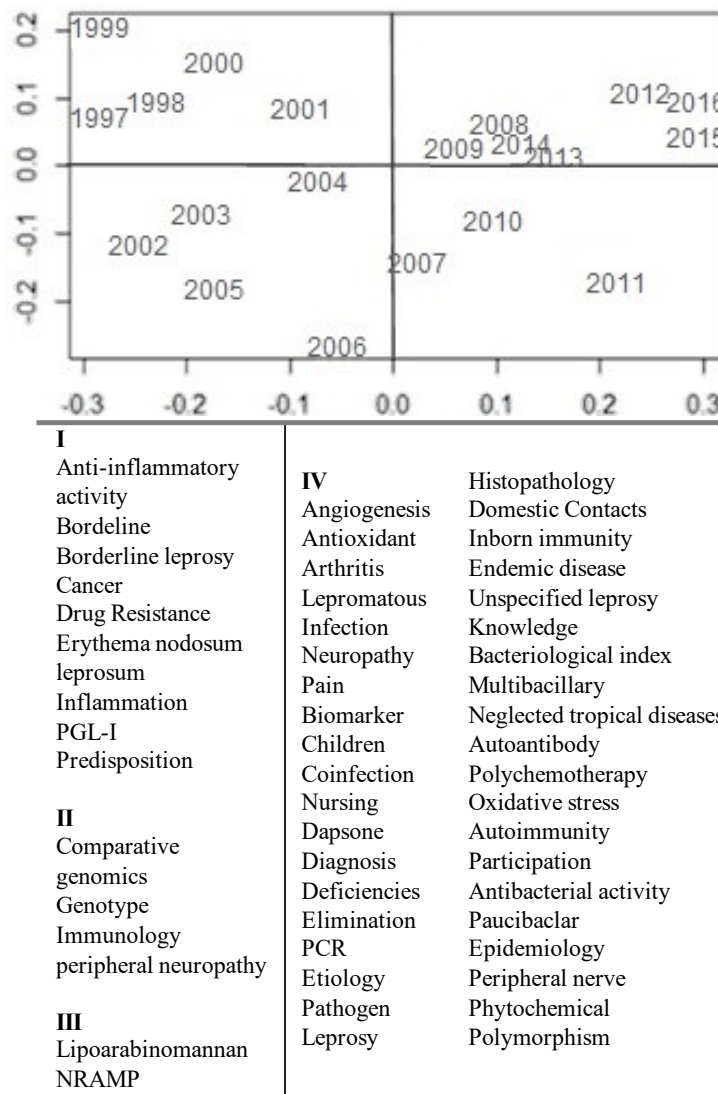 0.2
0.1
0.0
-0.1
-0.2
1999
2000
2012
2016
1998
1997
2001
2008
2015
2014
2009
2013
2004
2003
2010
2002
2007
2011
2005
2006
-0.3 -0.2 -0.1 0.0 0.1 0.2 0.3
I
Anti-inflammatory
activity
Bordeline
Borderline leprosy
Cancer
Drug Resistance
Erythema nodosum
leprosum
Inflammation
PGL-I
Predisposition
II
Comparative
genomics
Genotype
Immunology
peripheral neuropathy
III
Lipoarabinomannan
NRAMP
IV
Angiogenesis
Antioxidant
Arthritis
Lepromatous
Infection
Neuropathy
Pain
Biomarker
Children
Coinfection
Nursing
Dapsone
Diagnosis
Deficiencies
Elimination
PCR
Etiology
Pathogen
Leprosy
Histopathology
Domestic Contacts
Inborn immunity
Endemic disease
Unspecified leprosy
Knowledge
Bacteriological index
Multibacillary
Neglected tropical diseases
Autoantibody
Polychemotherapy
Oxidative stress
Autoimmunity
Participation
Antibacterial activity
Paucibaclar
Epidemiology
Peripheral nerve
Phytochemical
Polymorphism